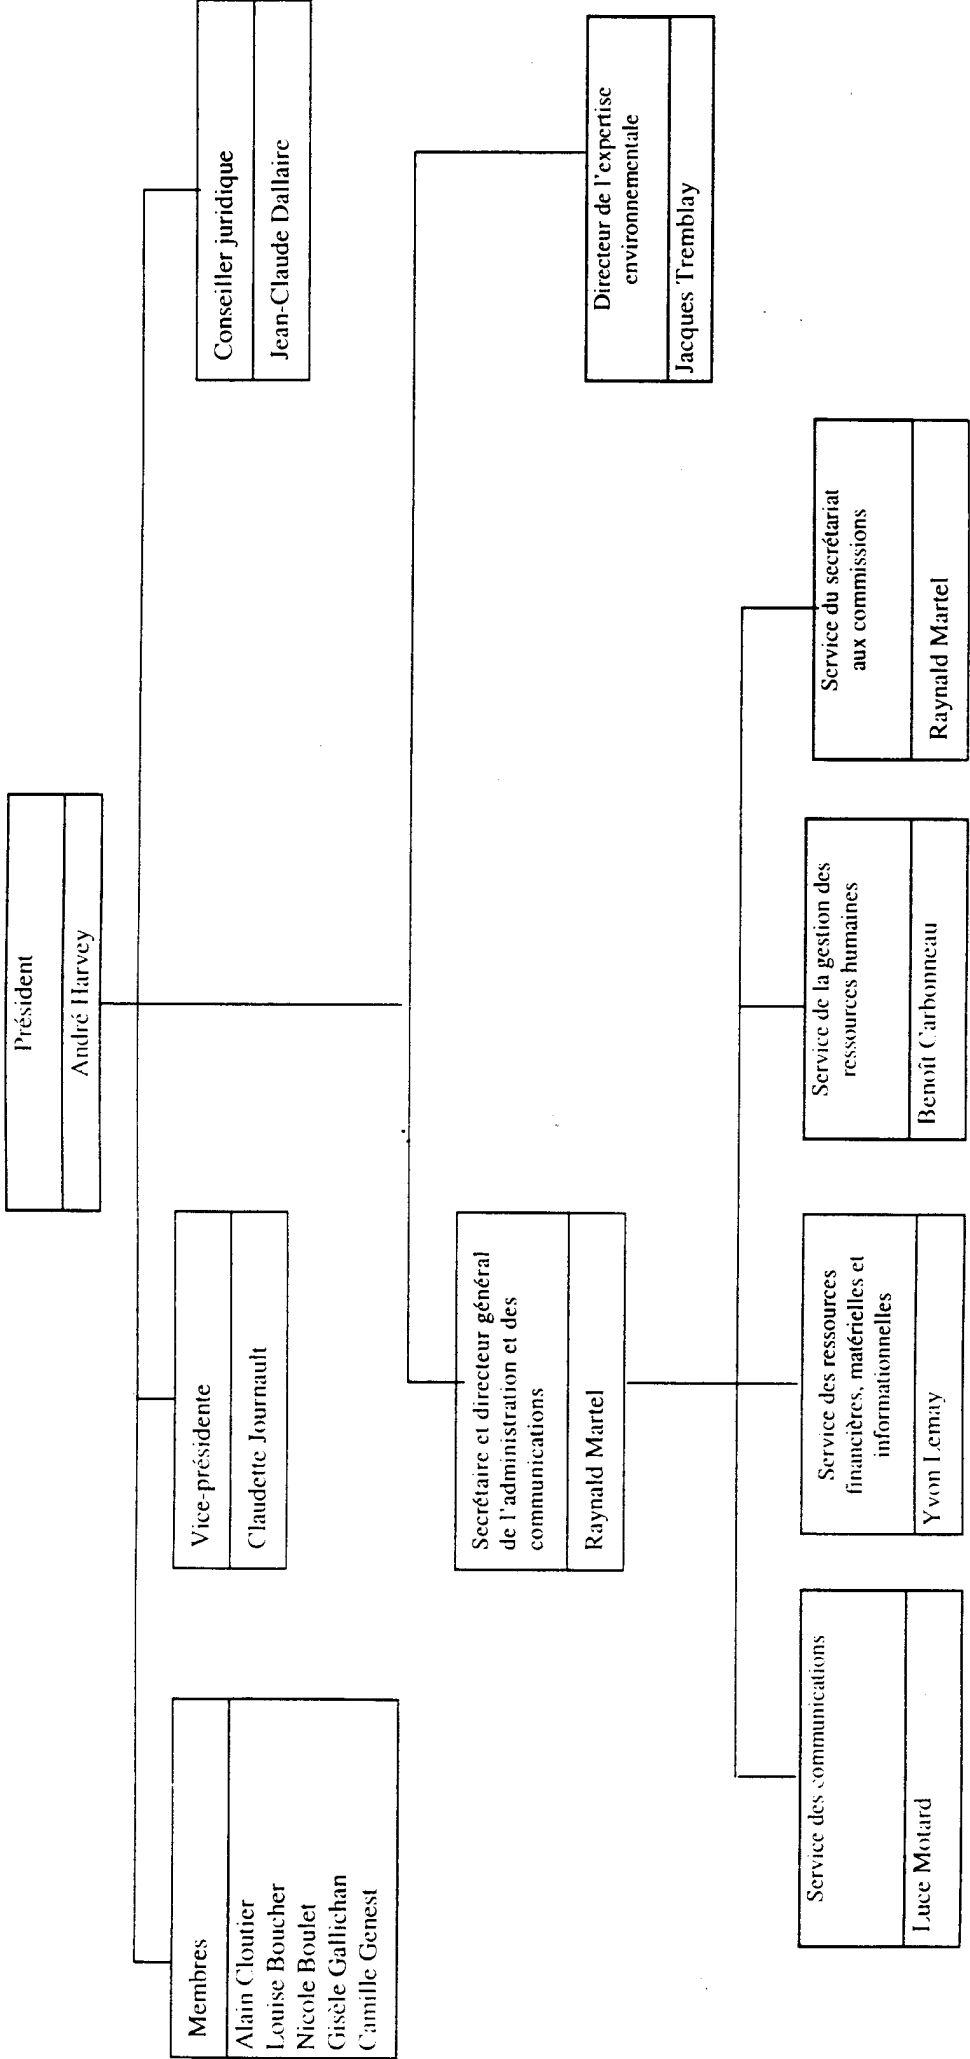 Président
André Harvey
Membres
Alain Cloutier
Louise Boucher
Nicole Boulet
Gisèle Gallichan
Camille Genest
Vice-présidente
Claudette Journault
Conseiller juridique
Jean-Claude Dallaire
Secrétaire et directeur général
de l'administration et des
communications
Raynald Martel
Directeur de l'expertise
environnementale
Jacques Tremblay
Service des communications
Luce Motard
Service des ressources
financières, matérielles et
informationnelles
Yvon Lemay
Service de la gestion des
ressources humaines
Benoît Carbonneau
Service du secrétariat
aux commissions
Raynald Martel